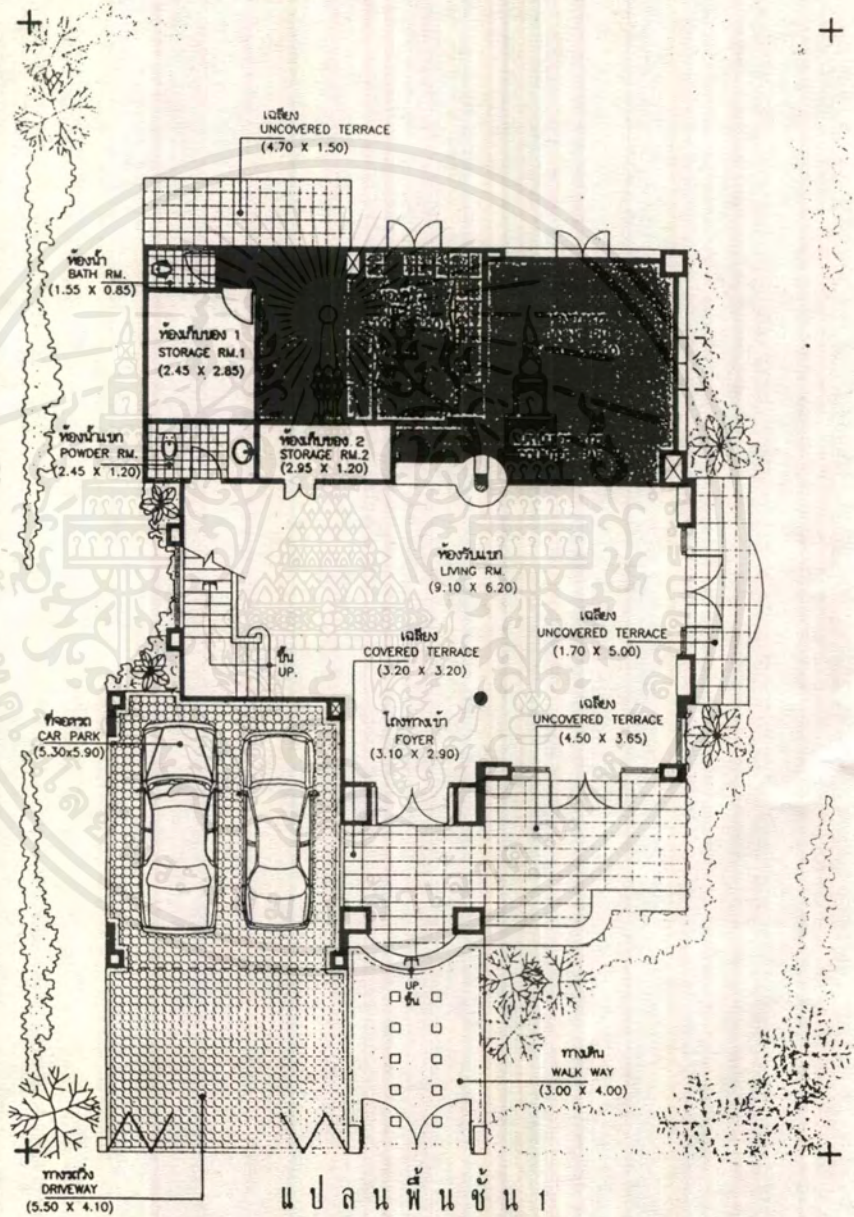 เฉลียง
UNCOVERED TERRACE
(4.70 X 1.50)
ห้องน้ำ
BATH RM.
(1.55 X 0.85)
ห้องเก็บของ 1
STORAGE RM.1
(2.45 X 2.85)
ห้องน้ำแขก
POWDER RM.
(2.45 X 1.20)
ห้องเก็บของ 2
STORAGE RM.2
(2.95 X 1.20)
COUNTER BAR
ห้องรับแขก
LIVING RM.
(9.10 X 6.20)
เฉลียง
UNCOVERED TERRACE
(1.70 X 5.00)
เฉลียง
COVERED TERRACE
(3.20 X 3.20)
ขึ้น
UP.
เฉลียง
UNCOVERED TERRACE
(4.50 X 3.65)
โถงทางเข้า
FOYER
(3.10 X 2.90)
ที่จอดรถ
CAR PARK
(5.30x5.90)
UP
ขึ้น
ทางเดิน
WALK WAY
(3.00 X 4.00)
ทางรถวิ่ง
DRIVEWAY
(5.50 X 4.10)
แปลนพื้นชั้น 1